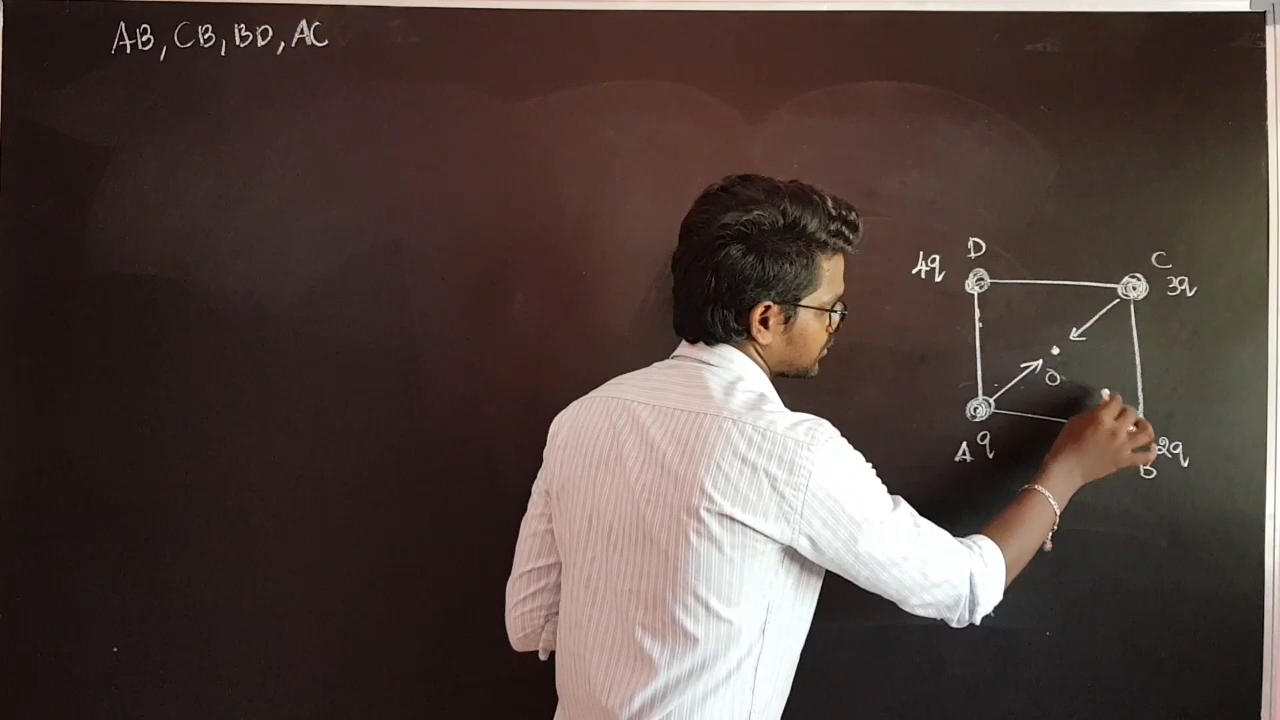 AB, CB, BD, AC
D
C
4q
3q
O
A q
B 2q